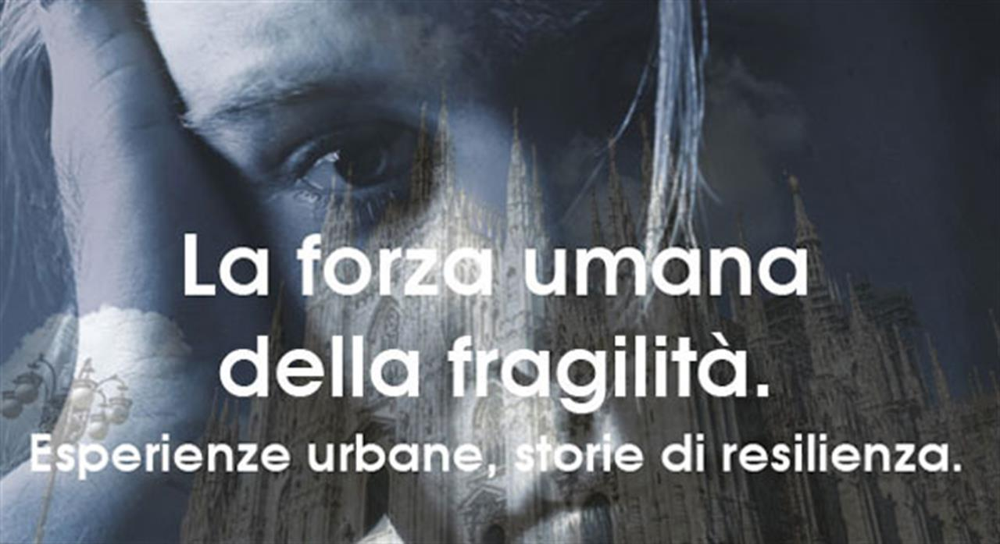 La forza umana
della fragilità.
Esperienze urbane, storie di resilienza.